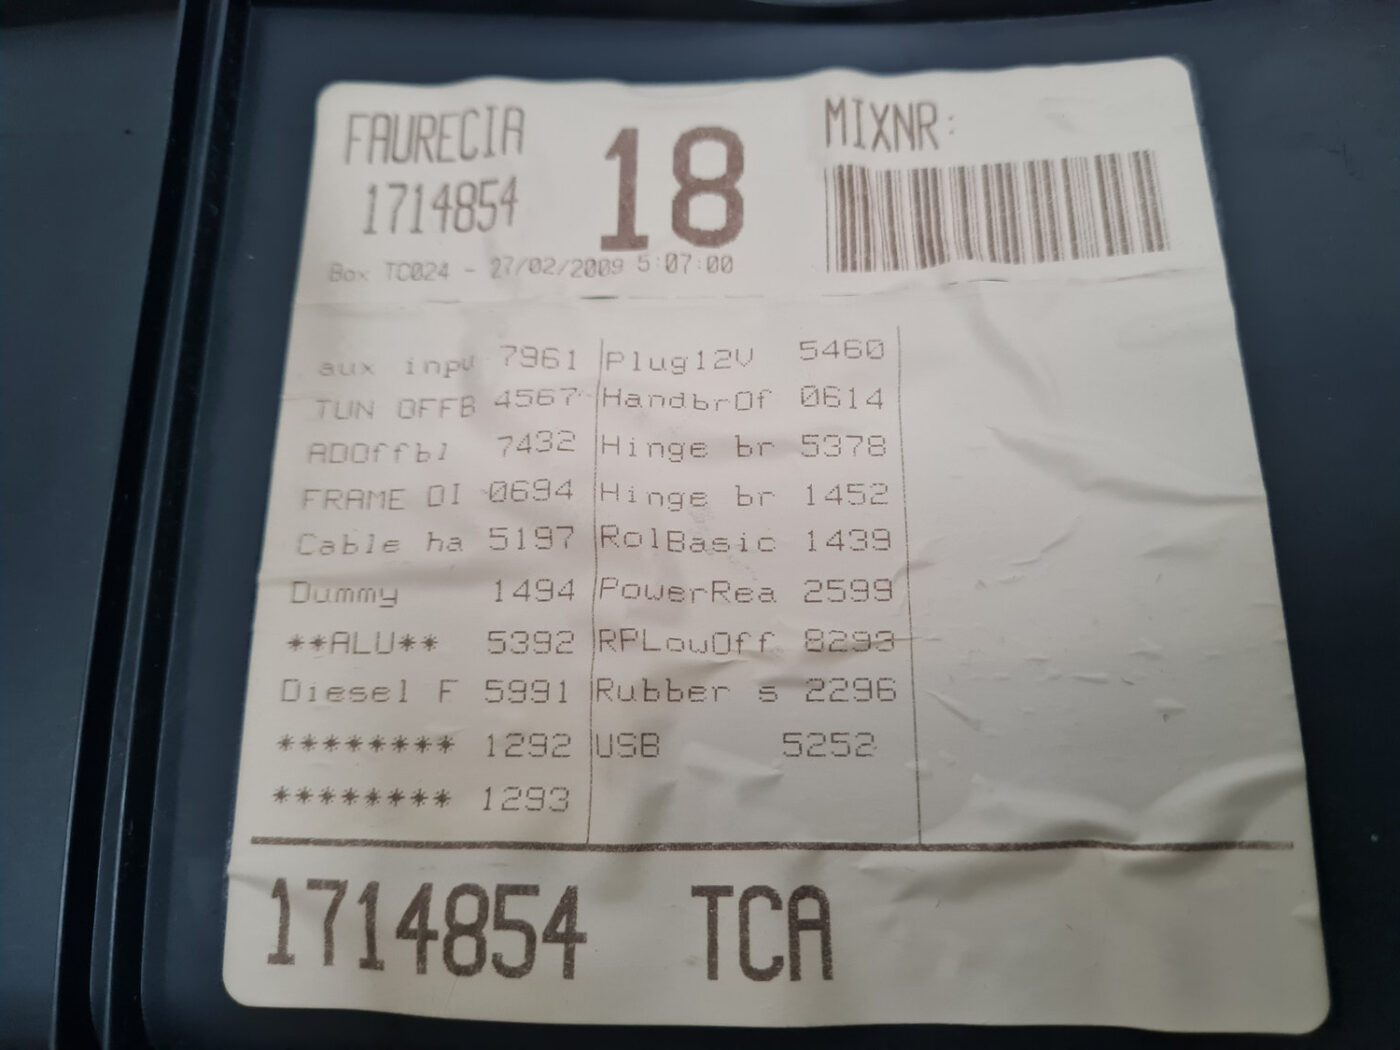 FAURECIA
1714854
18
MIXNR:
Box TC024 - 27/02/2009 5:07:00
aux inpu 7961 Plug12V 5460
TUN OFFB 4567 HandbrOf 0614
ADOffbl 7432 Hinge br 5378
FRAME DI 0694 Hinge br 1452
Cable ha 5197 RolBasic 1439
Dummy 1494 PowerRea 2599
**ALU** 5392 RPLowOff 8293
Diesel F 5991 Rubber s 2296
******** 1292 USB 5252
******** 1293
1714854 TCA